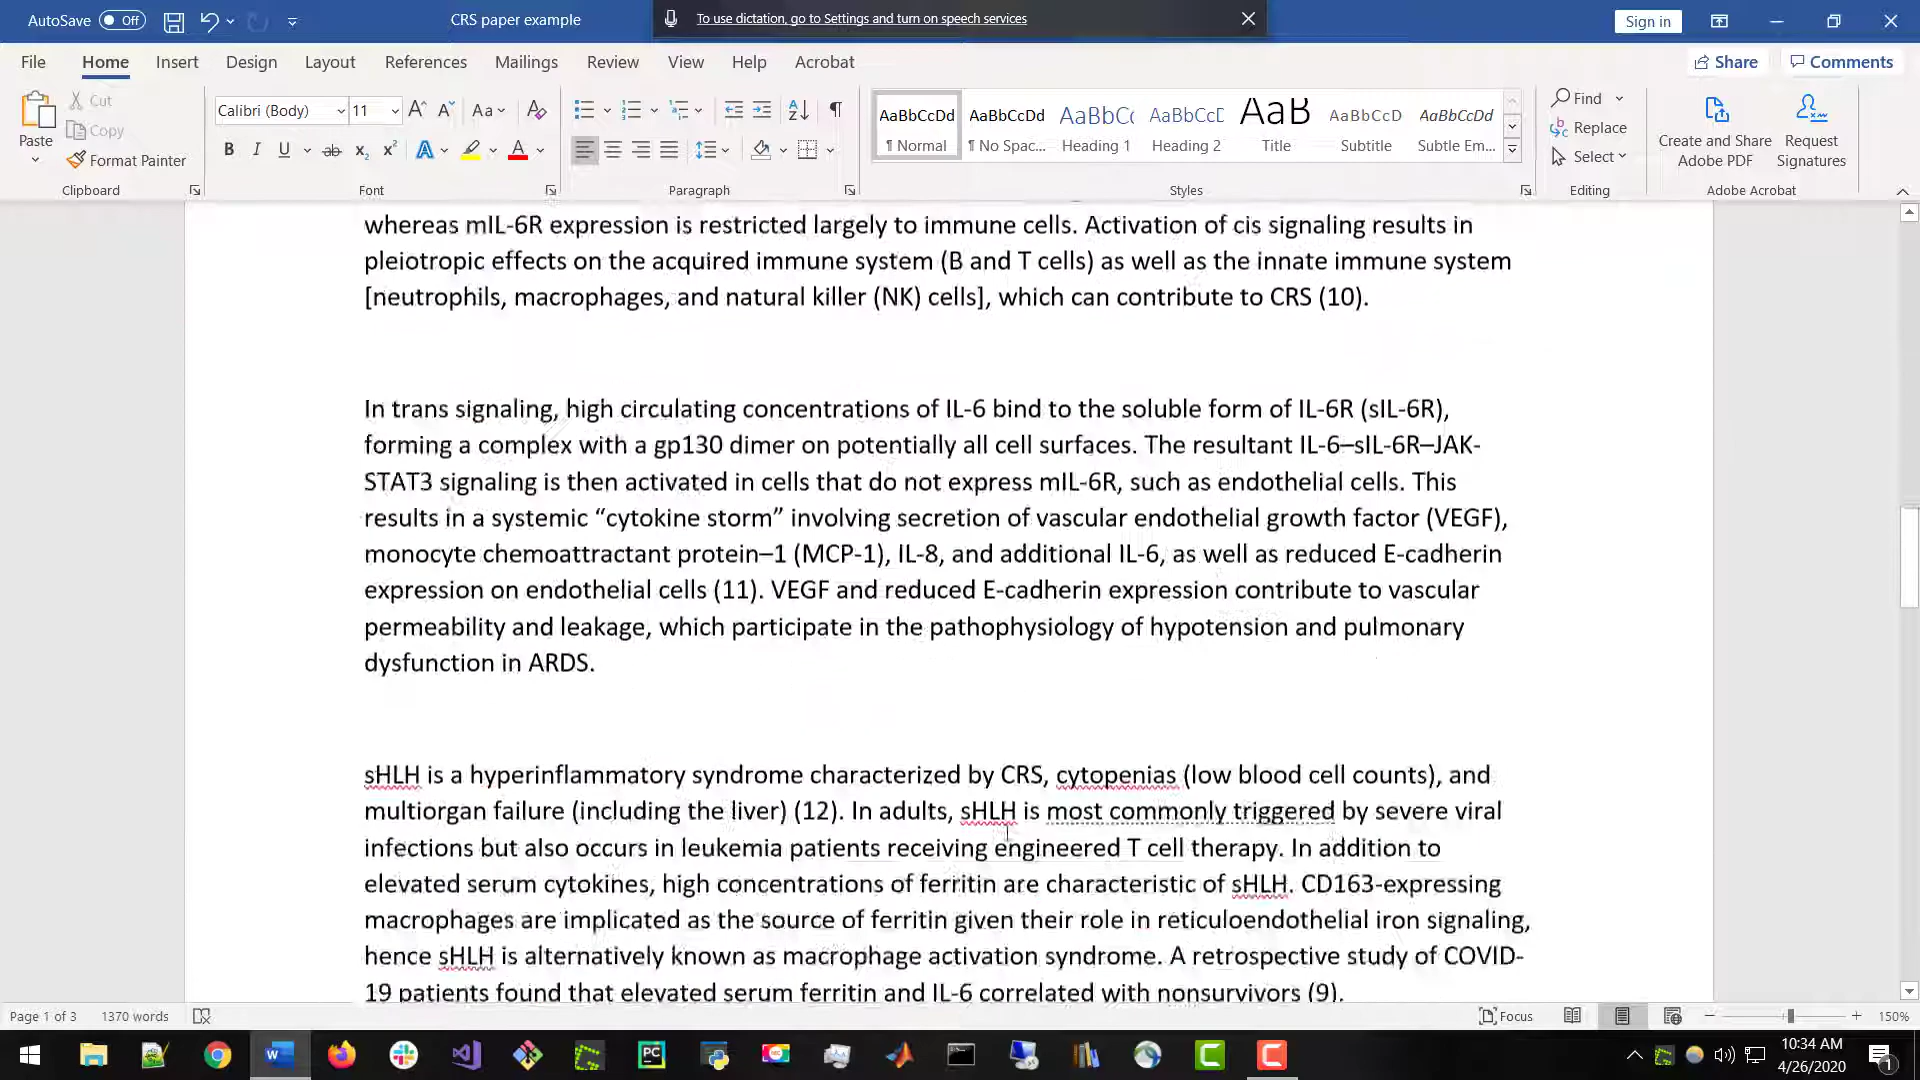 AutoSave Off CRS paper example To use dictation, go to Settings and turn on speech services Sign in
File Home Insert Design Layout References Mailings Review View Help Acrobat Share Comments
Paste Cut Copy Format Painter
Clipboard
Calibri (Body) 11
Font
Paragraph
AaBbCcDd AaBbCcDd AaBbCc AaBbCcD AaB AaBbCcD AaBbCcDd
¶ Normal ¶ No Spac... Heading 1 Heading 2 Title Subtitle Subtle Em...
Styles
Find
Replace
Select
Editing
Create and Share Adobe PDF
Request Signatures
Adobe Acrobat
whereas mIL-6R expression is restricted largely to immune cells. Activation of cis signaling results in
pleiotropic effects on the acquired immune system (B and T cells) as well as the innate immune system
[neutrophils, macrophages, and natural killer (NK) cells], which can contribute to CRS (10).
In trans signaling, high circulating concentrations of IL-6 bind to the soluble form of IL-6R (sIL-6R),
forming a complex with a gp130 dimer on potentially all cell surfaces. The resultant IL-6–sIL-6R–JAK-
STAT3 signaling is then activated in cells that do not express mIL-6R, such as endothelial cells. This
results in a systemic “cytokine storm” involving secretion of vascular endothelial growth factor (VEGF),
monocyte chemoattractant protein–1 (MCP-1), IL-8, and additional IL-6, as well as reduced E-cadherin
expression on endothelial cells (11). VEGF and reduced E-cadherin expression contribute to vascular
permeability and leakage, which participate in the pathophysiology of hypotension and pulmonary
dysfunction in ARDS.
sHLH is a hyperinflammatory syndrome characterized by CRS, cytopenias (low blood cell counts), and
multiorgan failure (including the liver) (12). In adults, sHLH is most commonly triggered by severe viral
infections but also occurs in leukemia patients receiving engineered T cell therapy. In addition to
elevated serum cytokines, high concentrations of ferritin are characteristic of sHLH. CD163-expressing
macrophages are implicated as the source of ferritin given their role in reticuloendothelial iron signaling,
hence sHLH is alternatively known as macrophage activation syndrome. A retrospective study of COVID-
19 patients found that elevated serum ferritin and IL-6 correlated with nonsurvivors (9).
Page 1 of 3 1370 words Focus 150%
10:34 AM
4/26/2020